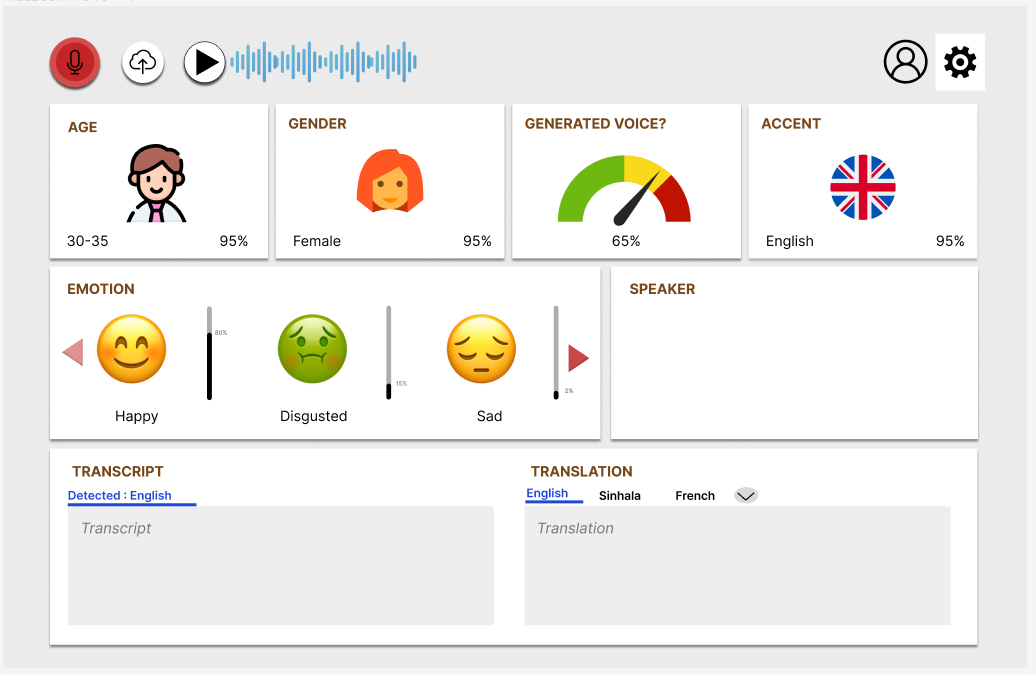 AGE
30-35 95%
GENDER
Female 95%
GENERATED VOICE?
65%
ACCENT
English 95%
EMOTION
80%
Happy
15%
Disgusted
2%
Sad
SPEAKER
TRANSCRIPT
Detected : English
Transcript
TRANSLATION
English Sinhala French
Translation